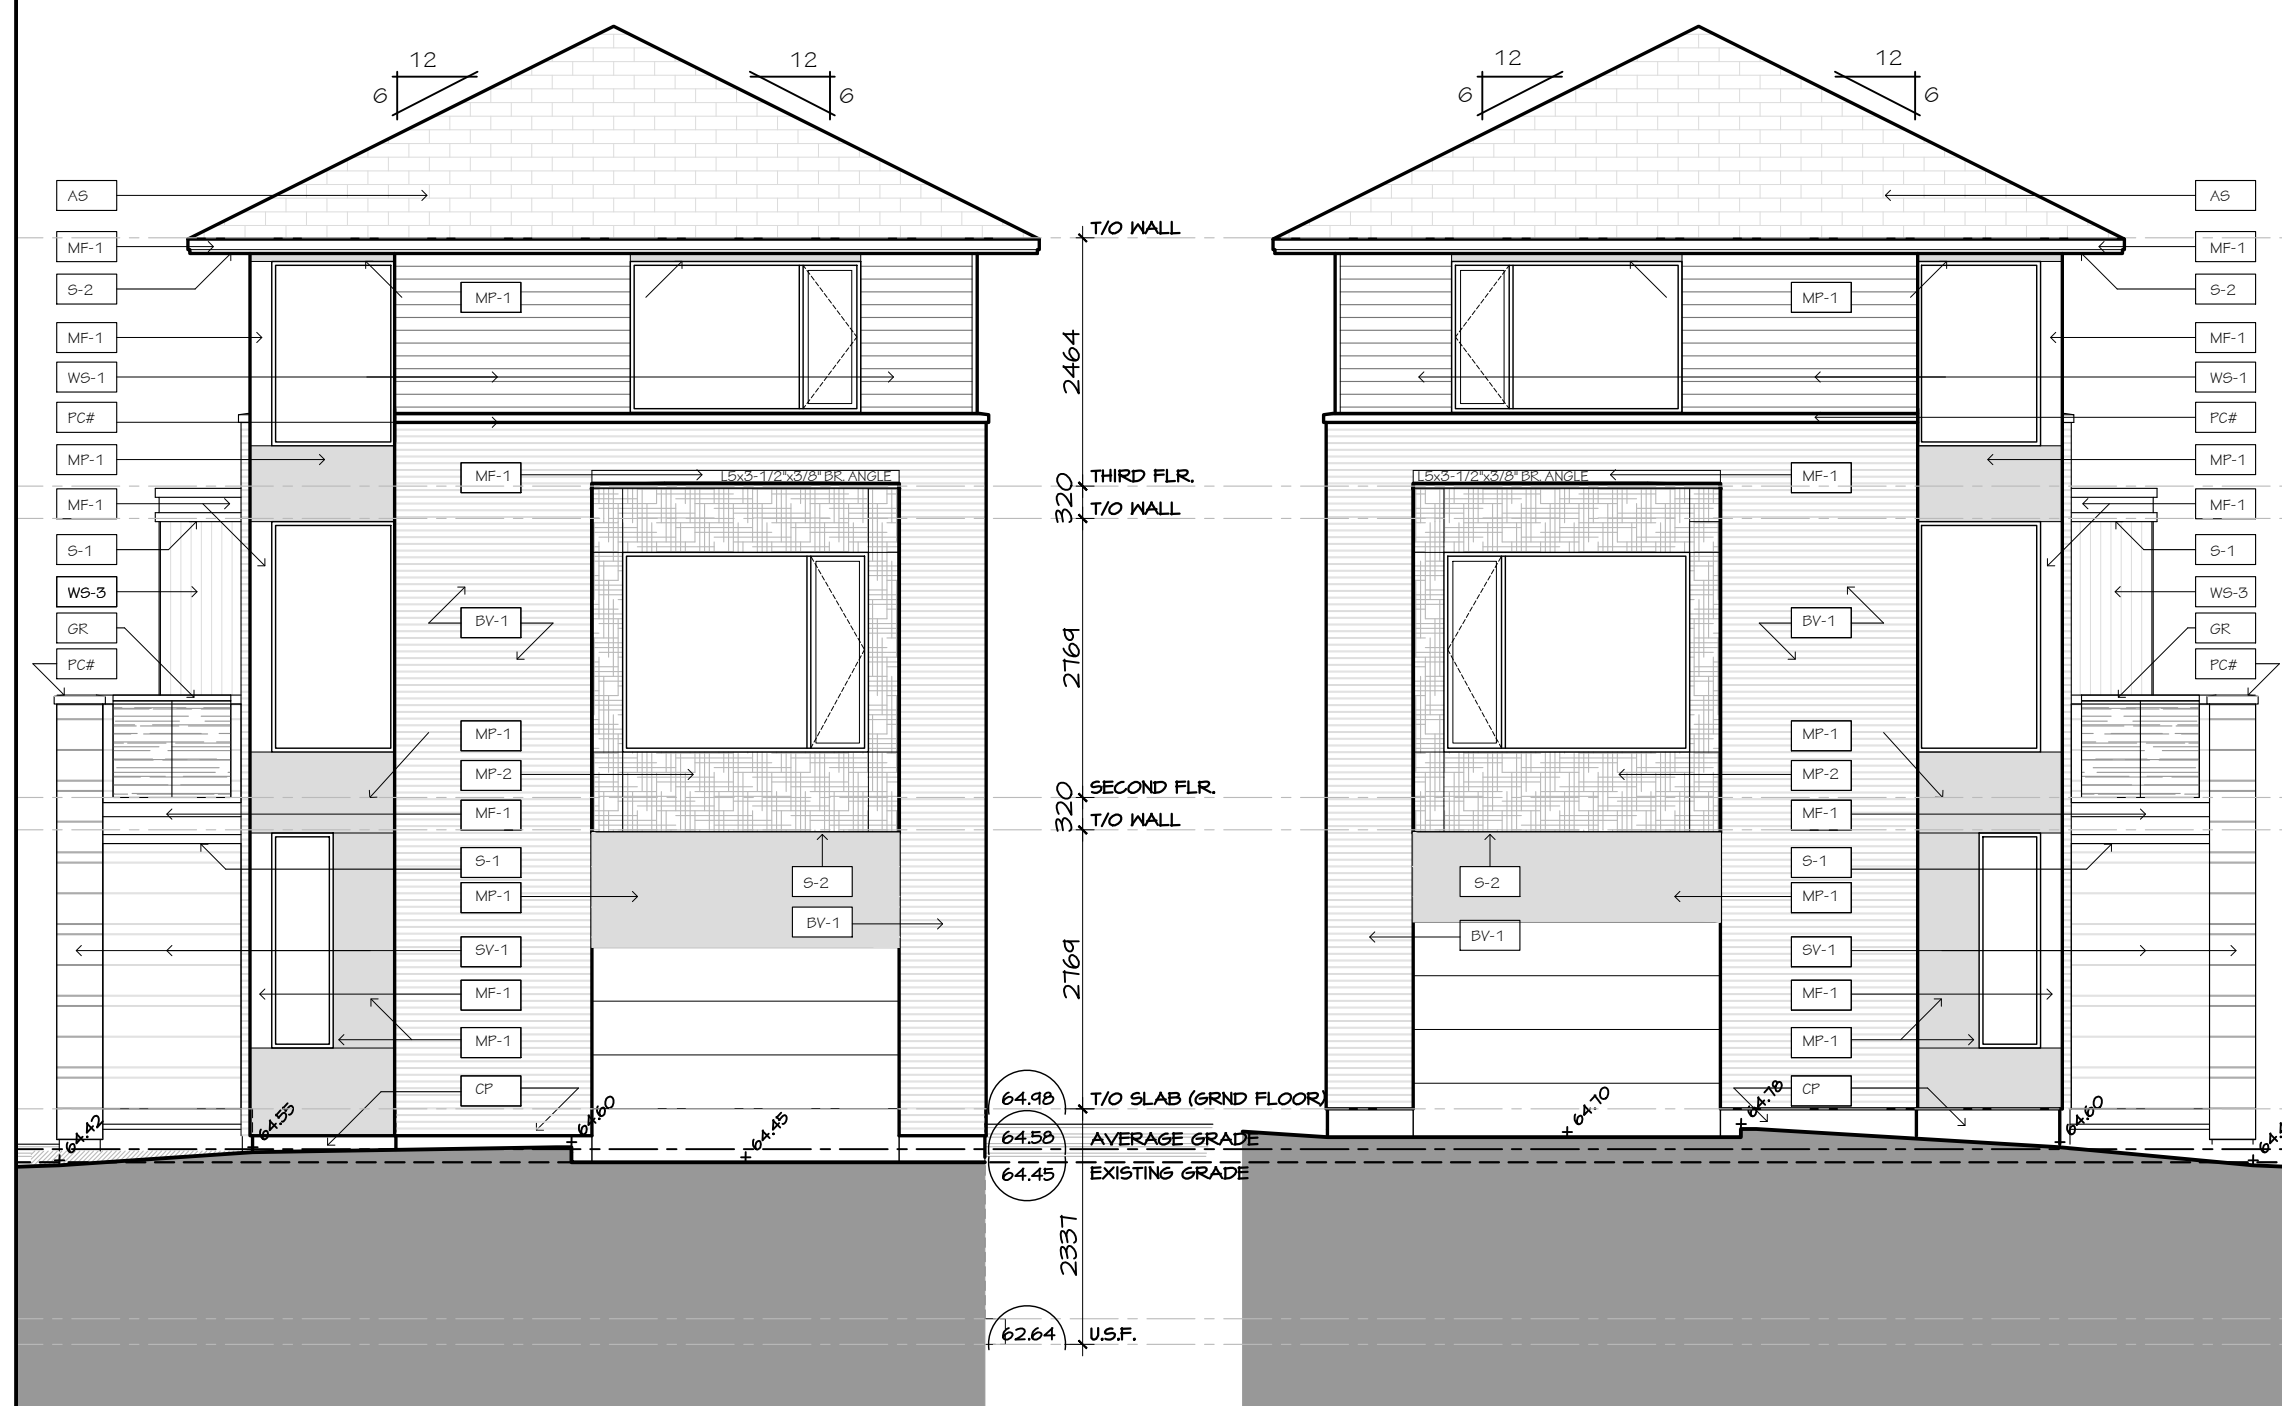 12
6
12
6
12
6
12
6
AS
MF-1
S-2
MF-1
WS-1
PC#
MP-1
MF-1
S-1
WS-3
GR
PC#
MP-1
MF-1
L5x3-1/2"x3/8" BR. ANGLE
BV-1
MP-1
MP-2
MF-1
S-1
MP-1
S-2
BV-1
SV-1
MF-1
MP-1
CP
64.42
64.55
64.60
64.45
T/O WALL
2464
THIRD FLR.
320
T/O WALL
2769
SECOND FLR.
320
T/O WALL
2769
64.98 T/O SLAB (GRND FLOOR)
64.58 AVERAGE GRADE
64.45 EXISTING GRADE
2337
62.64 U.S.F.
MP-1
L5x3-1/2"x3/8" BR. ANGLE
MF-1
BV-1
MP-1
MP-2
MF-1
S-2
S-1
MP-1
BV-1
SV-1
MF-1
MP-1
CP
64.70
64.78
64.60
AS
MF-1
S-2
MF-1
WS-1
PC#
MP-1
MF-1
S-1
WS-3
GR
PC#